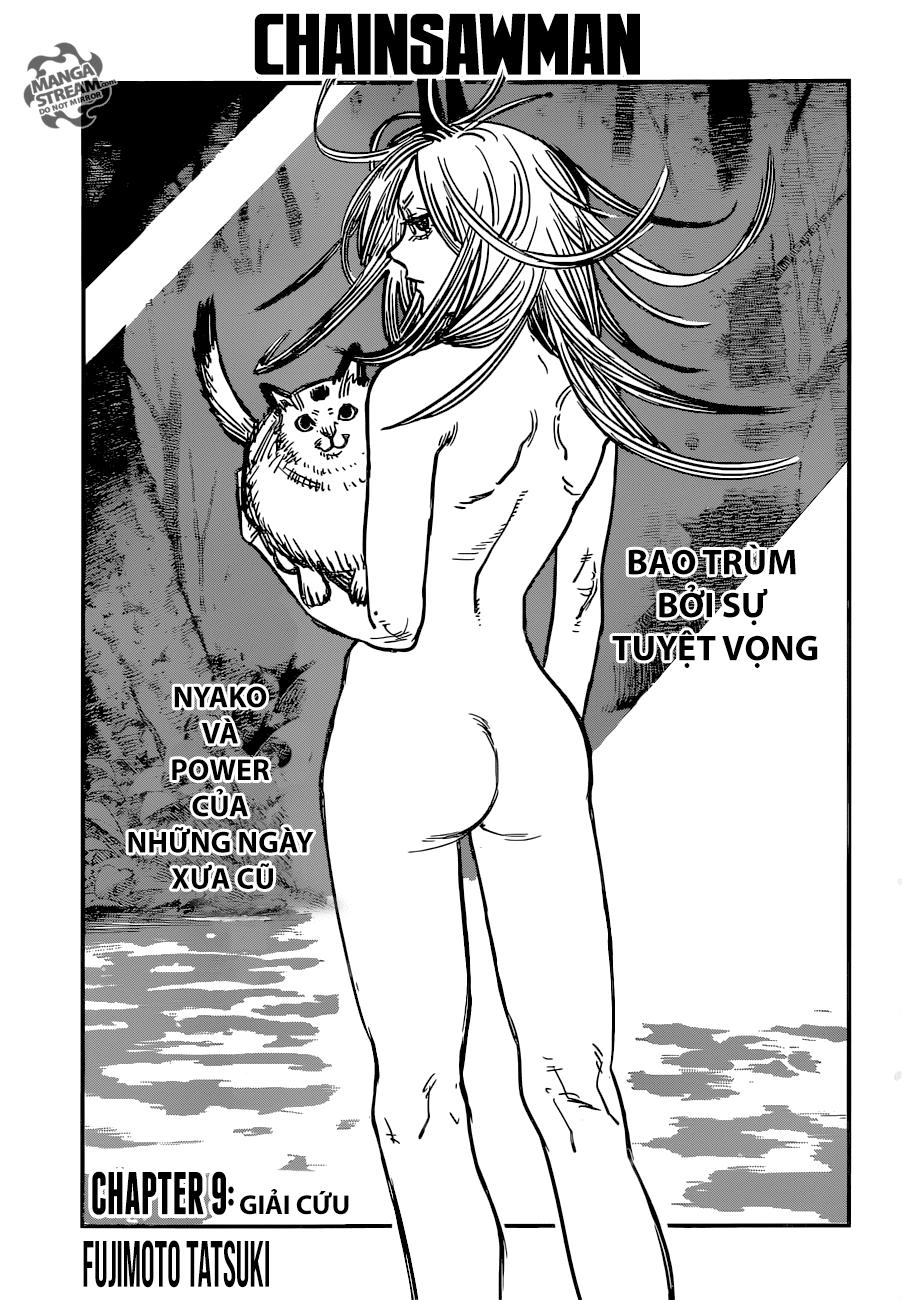 CHAINSAWMAN
MANGA
STREAM.com
DO NOT MIRROR
BAO TRÙM
BỞI SỰ
TUYỆT VỌNG
NYAKO
VÀ
POWER
CỦA
NHỮNG NGÀY
XƯA CŨ
CHAPTER 9: GIẢI CỨU
FUJIMOTO TATSUKI